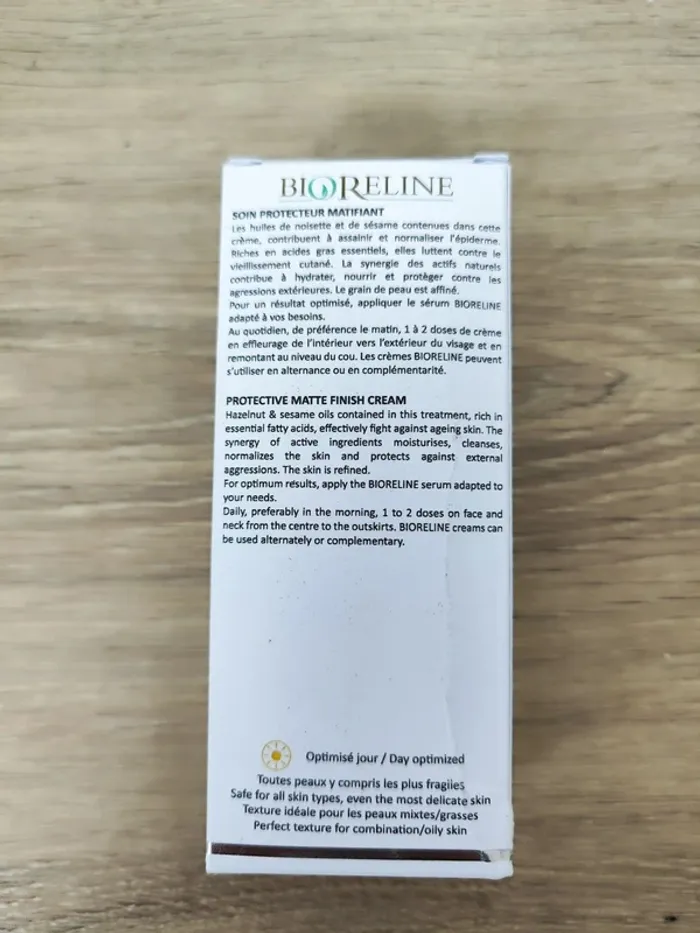 BIORELINE
SOIN PROTECTEUR MATIFIANT
Les huiles de noisette et de sésame contenues dans cette
crème, contribuent à assainir et normaliser l'épiderme.
Riches en acides gras essentiels, elles luttent contre le
vieillissement cutané. La synergie des actifs naturels
contribue à hydrater, nourrir et protéger contre les
agressions extérieures. Le grain de peau est affiné.
Pour un résultat optimisé, appliquer le sérum BIORELINE
adapté à vos besoins.
Au quotidien, de préférence le matin, 1 à 2 doses de crème
en effleurage de l'intérieur vers l'extérieur du visage et en
remontant au niveau du cou. Les crèmes BIORELINE peuvent
s'utiliser en alternance ou en complémentarité.
PROTECTIVE MATTE FINISH CREAM
Hazelnut & sesame oils contained in this treatment, rich in
essential fatty acids, effectively fight against ageing skin. The
synergy of active ingredients moisturises, cleanses,
normalizes the skin and protects against external
aggressions. The skin is refined.
For optimum results, apply the BIORELINE serum adapted to
your needs.
Daily, preferably in the morning, 1 to 2 doses on face and
neck from the centre to the outskirts. BIORELINE creams can
be used alternately or complementary.
Optimisé jour / Day optimized
Toutes peaux y compris les plus fragiles
Safe for all skin types, even the most delicate skin
Texture idéale pour les peaux mixtes/grasses
Perfect texture for combination/oily skin